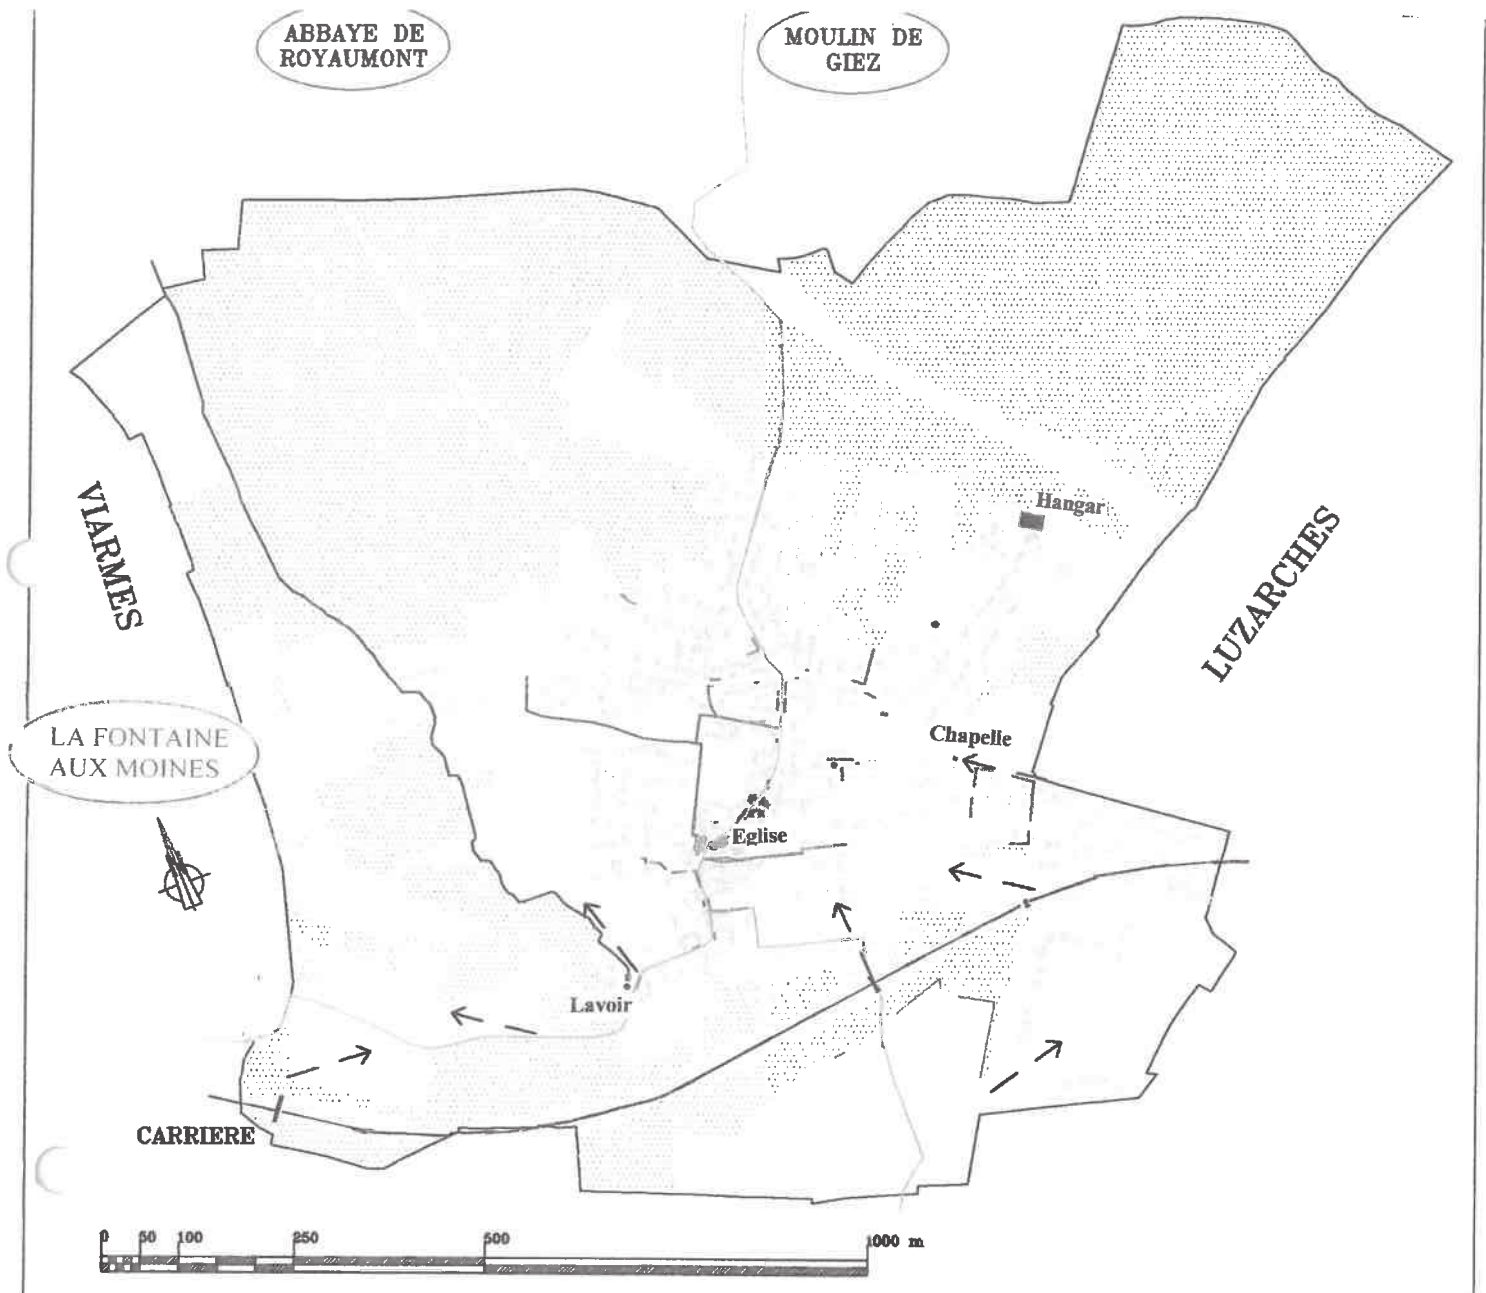 ABBAYE DE
ROYAUMONT
MOULIN DE
GIEZ
Hangar
VIARMES
LUZARCHES
LA FONTAINE
AUX MOINES
Chapelle
Eglise
Lavoir
CARRIERE
0 50 100 250 500 1000 m